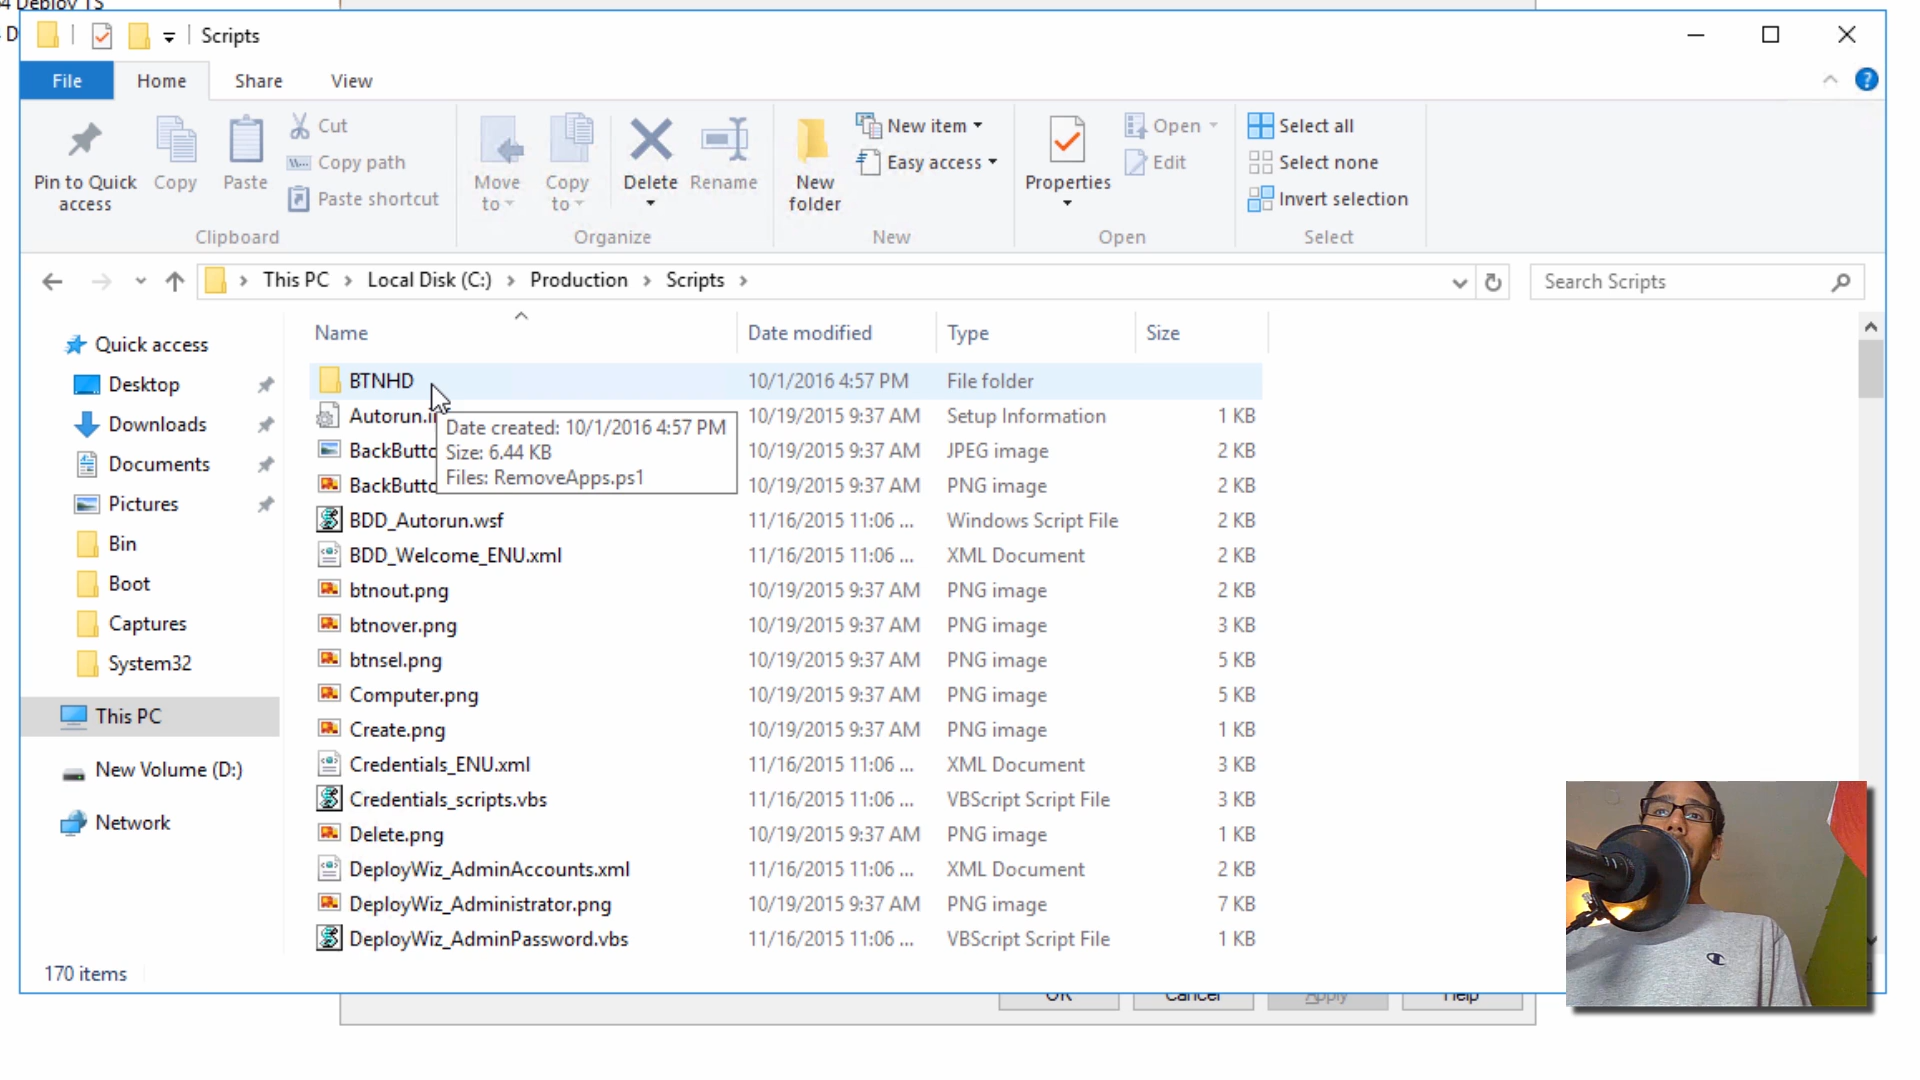 Deploy TS
Scripts
File
Home
Share
View
Pin to Quick access
Copy
Paste
Cut
Copy path
Paste shortcut
Clipboard
Move to
Copy to
Delete
Rename
Organize
New folder
New item
Easy access
New
Properties
Open
Edit
Open
Select all
Select none
Invert selection
Select
This PC
Local Disk (C:)
Production
Scripts
Search Scripts
Quick access
Desktop
Downloads
Documents
Pictures
Bin
Boot
Captures
System32
This PC
New Volume (D:)
Network
Name Date modified Type Size
BTNHD 10/1/2016 4:57 PM File folder
Autorun.i 10/19/2015 9:37 AM Setup Information 1 KB
BackButto 10/19/2015 9:37 AM JPEG image 2 KB
BackButto 10/19/2015 9:37 AM PNG image 2 KB
Date created: 10/1/2016 4:57 PM
Size: 6.44 KB
Files: RemoveApps.ps1
BDD_Autorun.wsf 11/16/2015 11:06 ... Windows Script File 2 KB
BDD_Welcome_ENU.xml 11/16/2015 11:06 ... XML Document 2 KB
btnout.png 10/19/2015 9:37 AM PNG image 2 KB
btnover.png 10/19/2015 9:37 AM PNG image 3 KB
btnsel.png 10/19/2015 9:37 AM PNG image 5 KB
Computer.png 10/19/2015 9:37 AM PNG image 5 KB
Create.png 10/19/2015 9:37 AM PNG image 1 KB
Credentials_ENU.xml 11/16/2015 11:06 ... XML Document 3 KB
Credentials_scripts.vbs 11/16/2015 11:06 ... VBScript Script File 3 KB
Delete.png 10/19/2015 9:37 AM PNG image 1 KB
DeployWiz_AdminAccounts.xml 11/16/2015 11:06 ... XML Document 2 KB
DeployWiz_Administrator.png 10/19/2015 9:37 AM PNG image 7 KB
DeployWiz_AdminPassword.vbs 11/16/2015 11:06 ... VBScript Script File 1 KB
170 items
OK
Cancel
Apply
Help